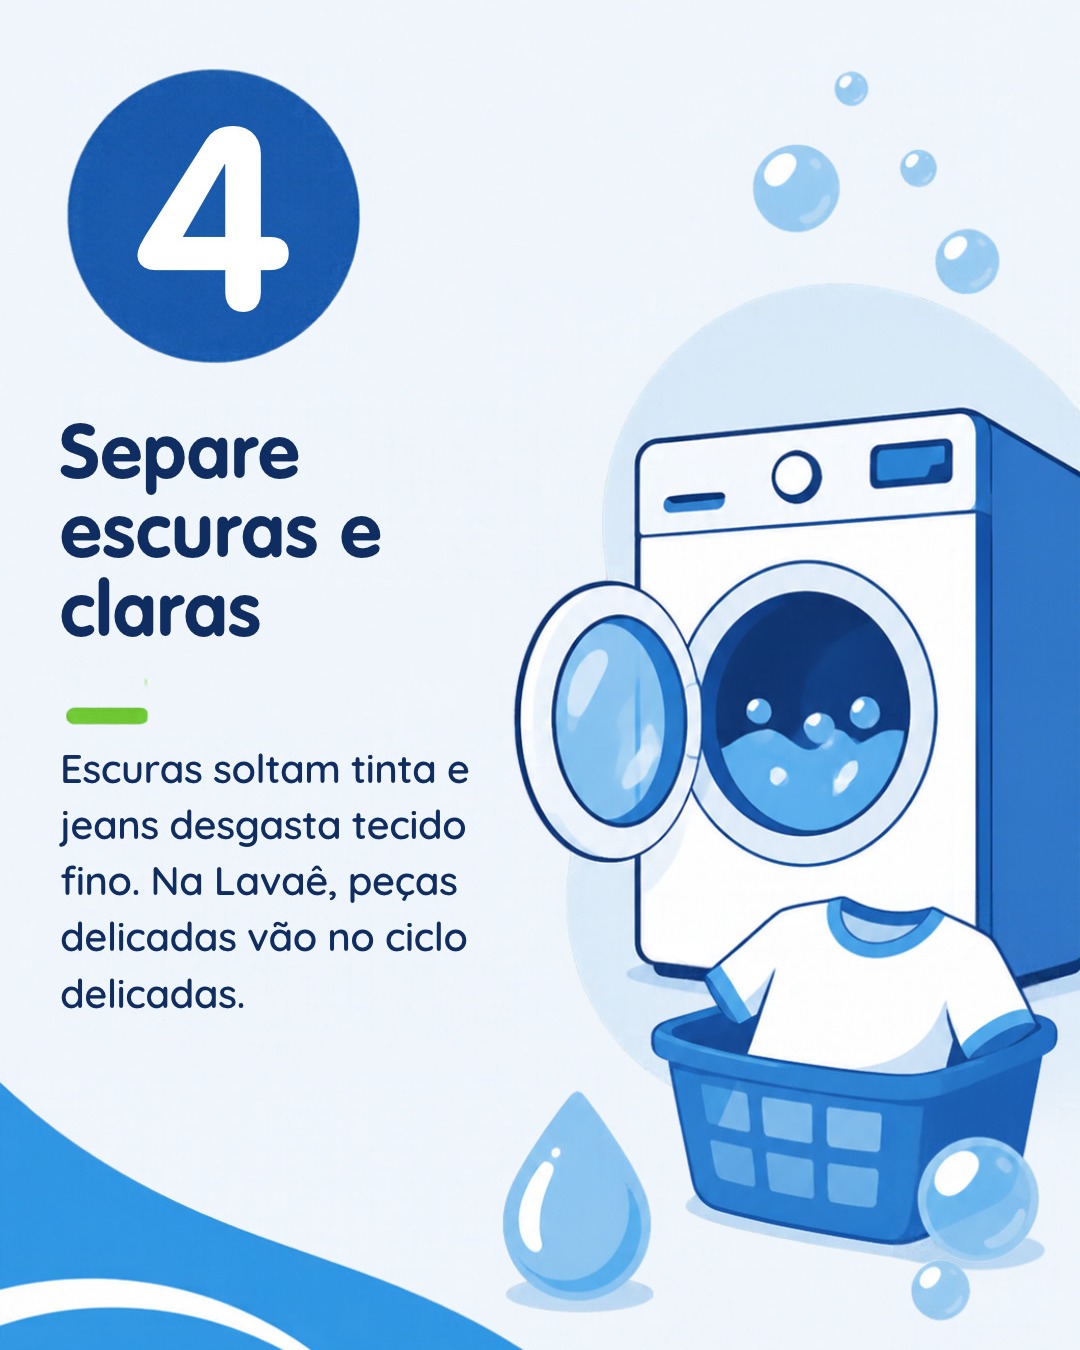 4
Separe
escuras e
claras
Escuras soltam tinta e
jeans desgasta tecido
fino. Na Lavaê, peças
delicadas vão no ciclo
delicadas.